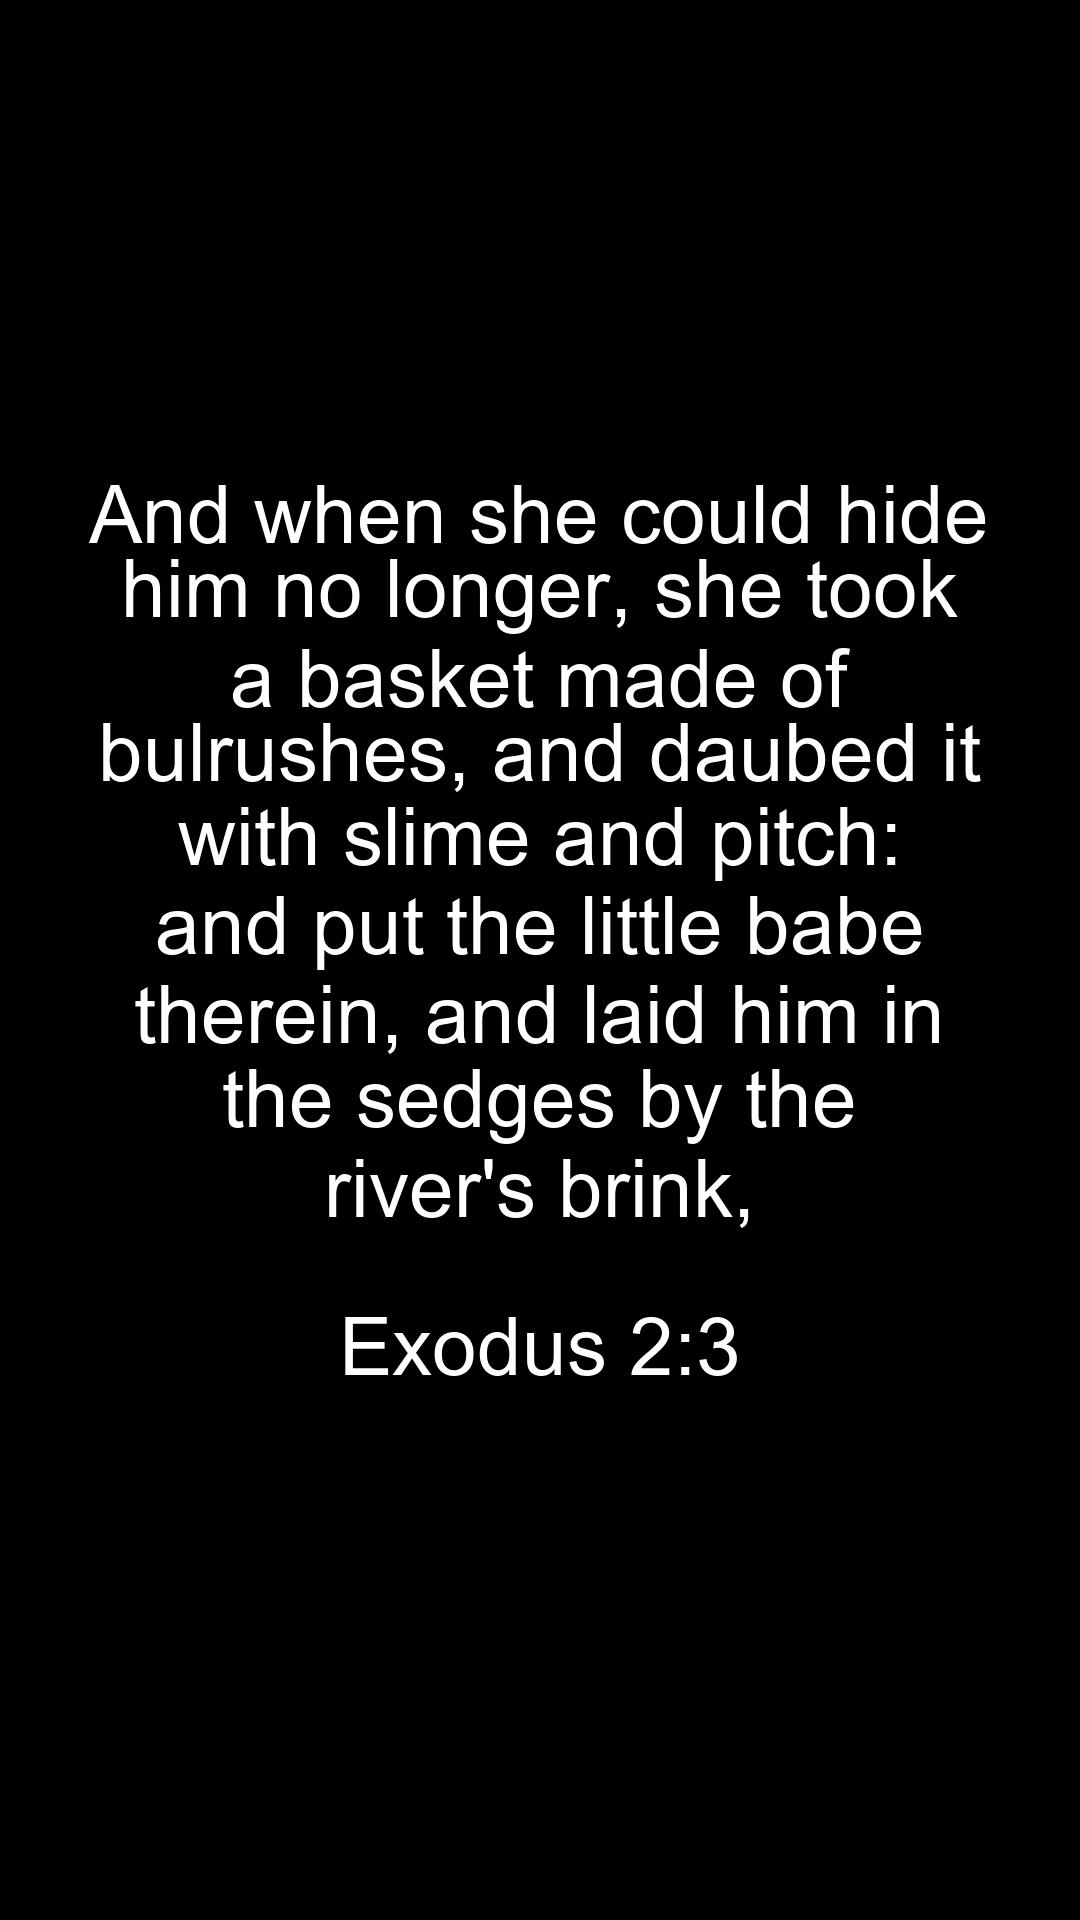 And when she could hide
him no longer, she took
a basket made of
bulrushes, and daubed it
with slime and pitch:
and put the little babe
therein, and laid him in
the sedges by the
river's brink,
Exodus 2:3